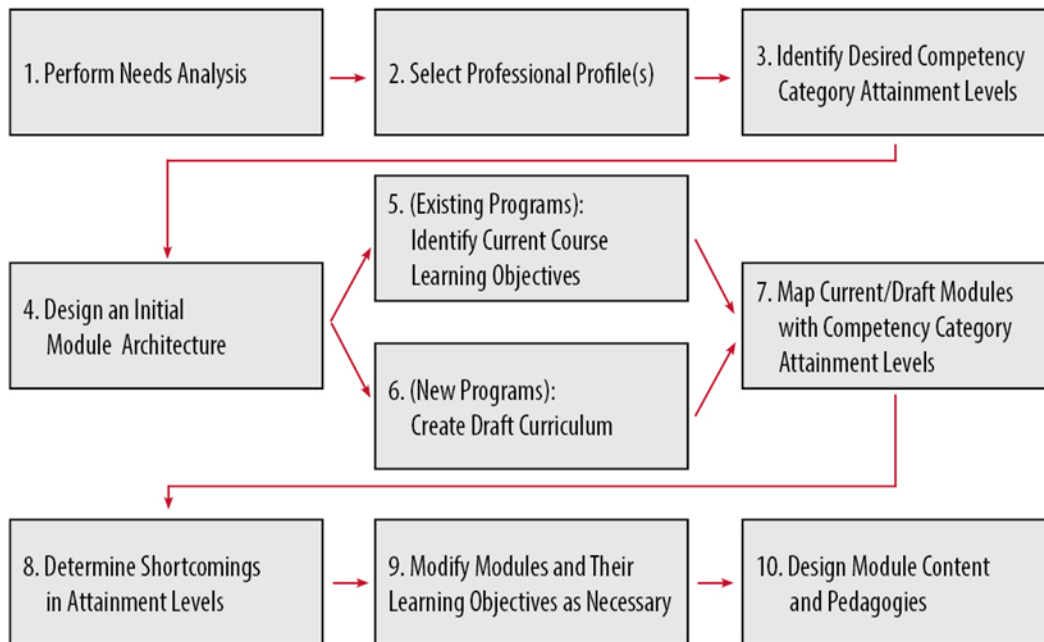 1. Perform Needs Analysis
2. Select Professional Profile(s)
3. Identify Desired Competency
Category Attainment Levels
4. Design an Initial
Module Architecture
5. (Existing Programs):
Identify Current Course
Learning Objectives
6. (New Programs):
Create Draft Curriculum
7. Map Current/Draft Modules
with Competency Category
Attainment Levels
8. Determine Shortcomings
in Attainment Levels
9. Modify Modules and Their
Learning Objectives as Necessary
10. Design Module Content
and Pedagogies